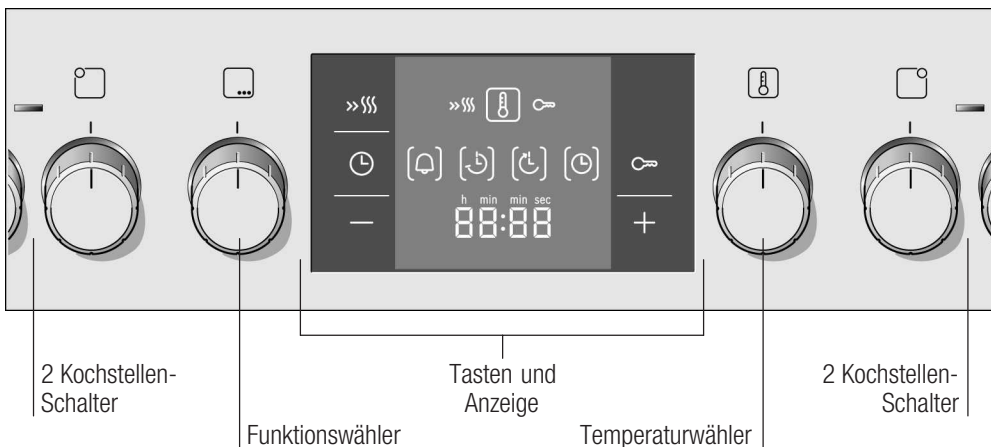 h min min sec
88:88
2 Kochstellen-
Schalter
Funktionswähler
Tasten und
Anzeige
Temperaturwähler
2 Kochstellen-
Schalter